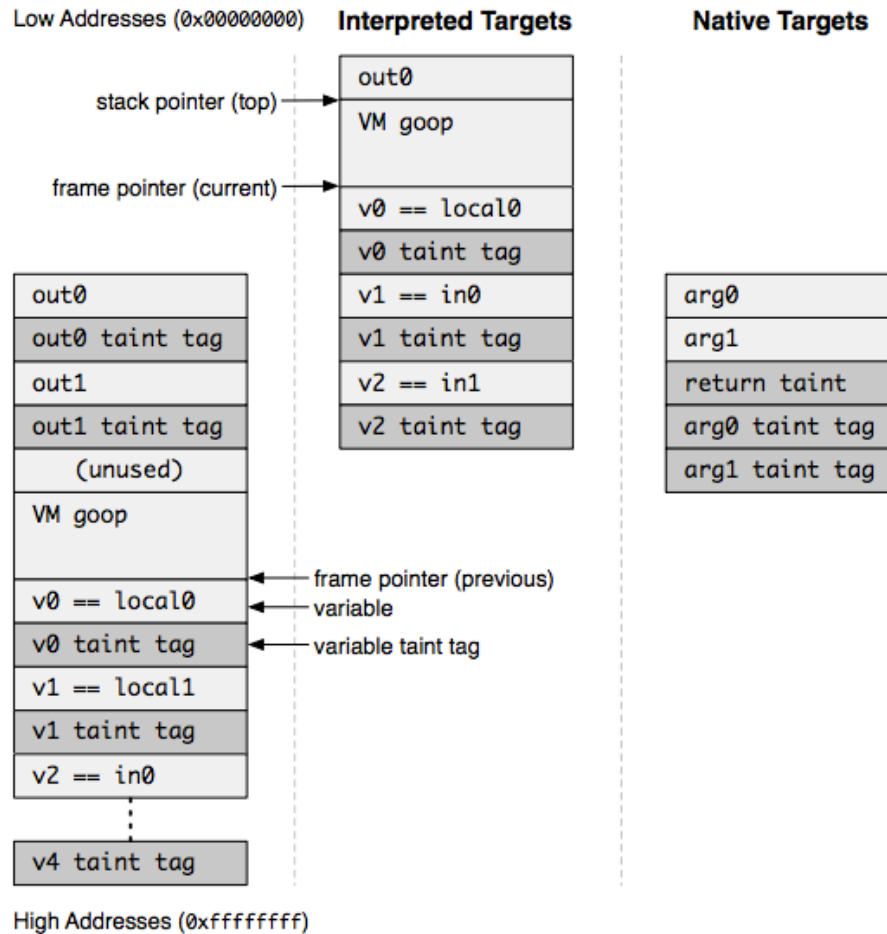 Low Addresses (0x00000000)
Interpreted Targets
Native Targets
out0
stack pointer (top)
VM goop
frame pointer (current)
v0 == local0
v0 taint tag
v1 == in0
v1 taint tag
v2 == in1
v2 taint tag
out0
out0 taint tag
out1
out1 taint tag
(unused)
VM goop
frame pointer (previous)
v0 == local0
variable
v0 taint tag
variable taint tag
v1 == local1
v1 taint tag
v2 == in0
v4 taint tag
arg0
arg1
return taint
arg0 taint tag
arg1 taint tag
High Addresses (0xffffffff)